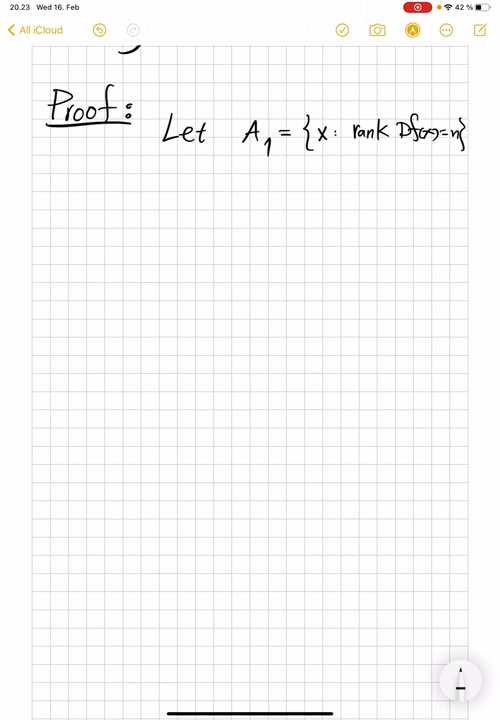 20.23 Wed 16. Feb 42 %
All iCloud
Proof:
Let A₁ = {x : rank Df(x)=n}